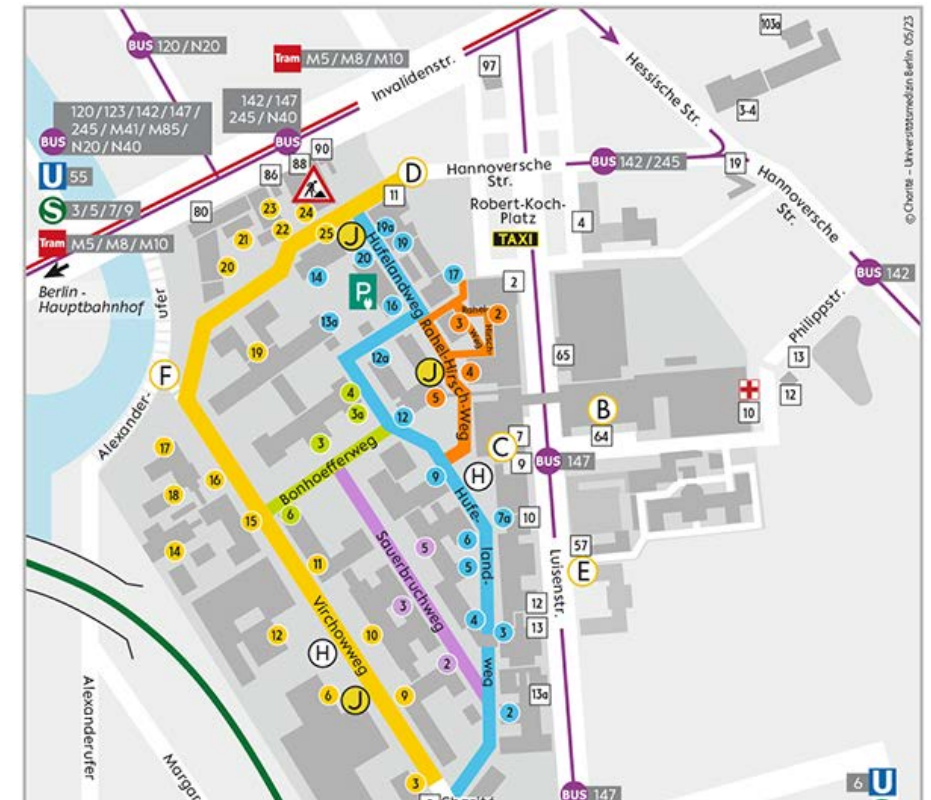 103a
BUS 120 / N20
Tram M5 / M8 / M10
Invalidenstr.
97
Hessische Str.
3-4
© Charité – Universitätsmedizin Berlin 05/23
120 / 123 / 142 / 147 /
245 / M41 / M85 /
N20 / N40
BUS
142 / 147
245 / N40
BUS
U 55
S 3 / 5 / 7 / 9
Tram M5 / M8 / M10
Berlin -
Hauptbahnhof
80
86
88
90
D
11
Hannoversche
Str.
BUS 142 / 245
19
Hannoversche
Str.
Robert-Koch-
Platz
TAXI
4
23
24
22
25
21
20
J
19a
19
20
Hufelandweg
14
P
16
17
13a
2
BUS 142
Philippstr.
ufer
Rahel-
Hirsch-
Weg
3
2
Rahel-Hirsch-Weg
19
12a
4
J
5
65
13
12
10
F
Alexander-
4
3a
3
12
B
64
7
C
9
BUS 147
17
16
18
Bonhoefferweg
6
15
9
H
Hufe-
land-
weg
7a
10
14
11
Sauerbruchweg
5
6
5
57
E
Luisenstr.
3
4
3
12
13
12
10
Virchowweg
H
2
6
J
9
13a
2
Alexanderufer
Margar
3
BUS 147
6 U